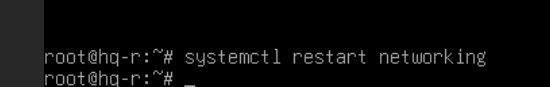 root@hq-r:~# systemctl restart networking
root@hq-r:~# _